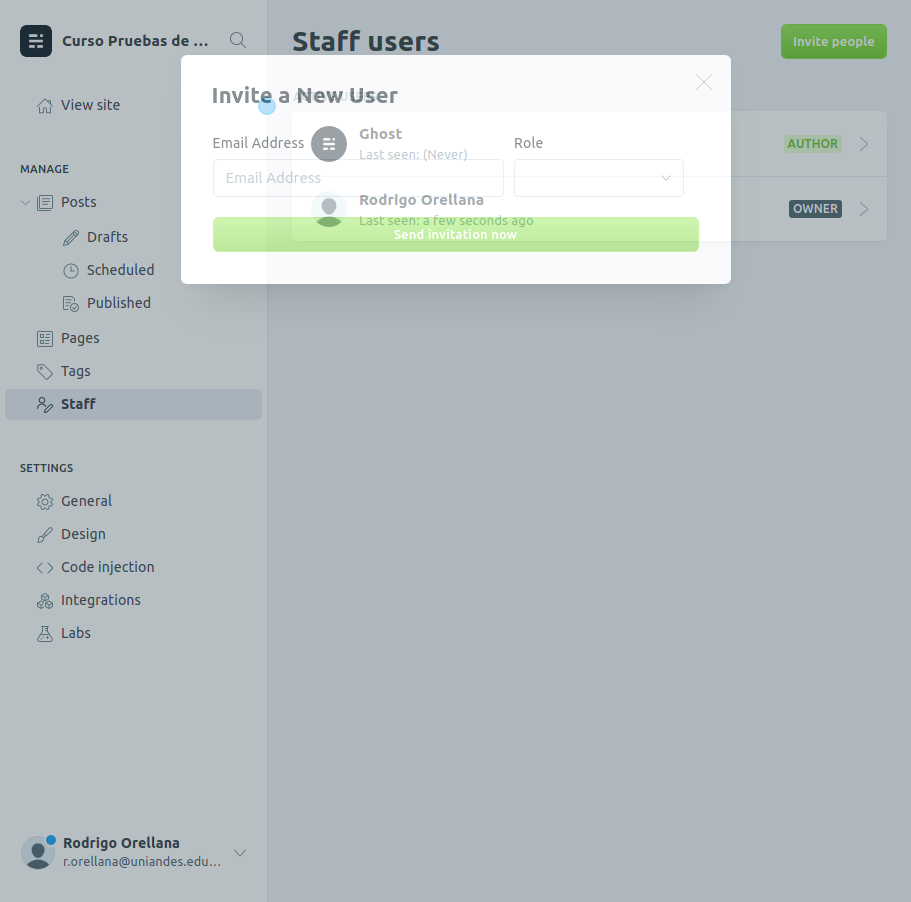 Curso Pruebas de ...
View site
MANAGE
Posts
Drafts
Scheduled
Published
Pages
Tags
Staff
SETTINGS
General
Design
Code injection
Integrations
Labs
Rodrigo Orellana
r.orellana@uniandes.edu...
Staff users
Invite people
Invite a New User
Email Address
Role
Email Address
Send invitation now
Ghost
Last seen: (Never)
AUTHOR
Rodrigo Orellana
Last seen: a few seconds ago
OWNER